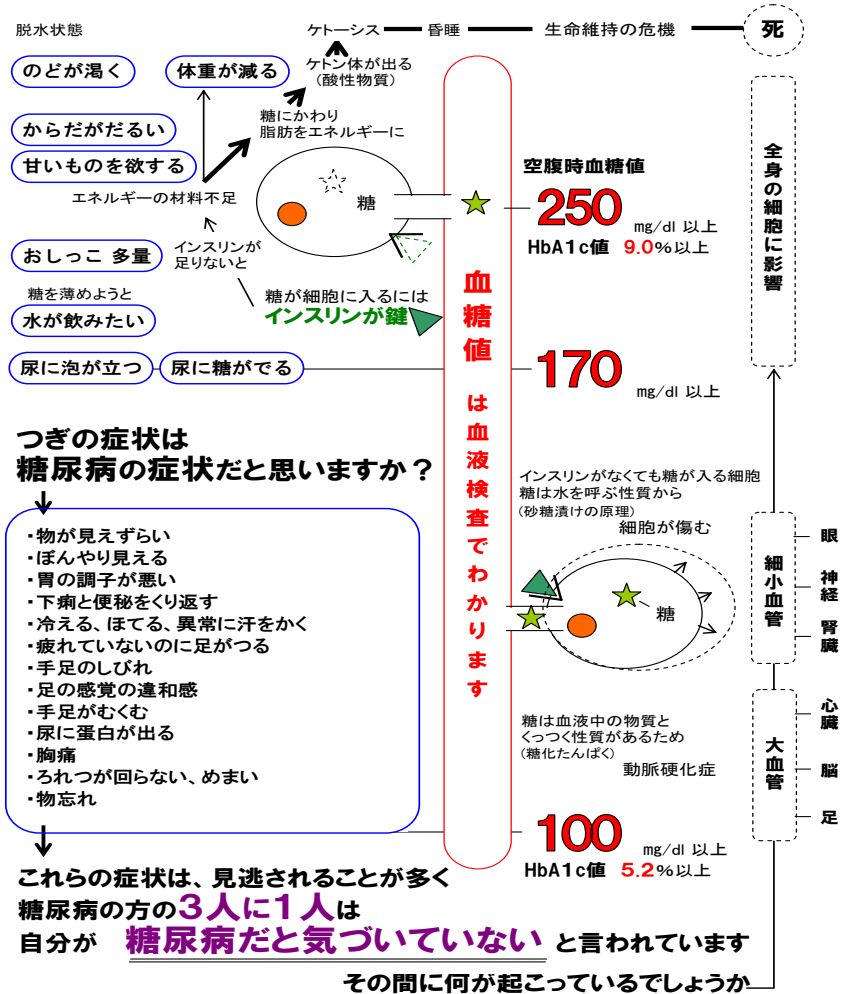 脱水状態
ケトーシス
昏睡
生命維持の危機
死
のどが渇く
体重が減る
ケトン体が出る
(酸性物質)
からだがだるい
糖にかわり
脂肪をエネルギーに
甘いものを欲する
エネルギーの材料不足
糖
空腹時血糖値
250
mg/dl 以上
HbA1c値 9.0%以上
全身の細胞に影響
おしっこ 多量
インスリンが
足りないと
糖を薄めようと
水が飲みたい
糖が細胞に入るには
インスリンが鍵
尿に泡が立つ
尿に糖がでる
170
mg/dl 以上
血糖値は血液検査でわかります
つぎの症状は
糖尿病の症状だと思いますか？
・物が見えずらい
・ぼんやり見える
・胃の調子が悪い
・下痢と便秘をくり返す
・冷える、ほてる、異常に汗をかく
・疲れていないのに足がつる
・手足のしびれ
・足の感覚の違和感
・手足がむくむ
・尿に蛋白が出る
・胸痛
・ろれつが回らない、めまい
・物忘れ
インスリンがなくても糖が入る細胞
糖は水を呼ぶ性質から
(砂糖漬けの原理)
細胞が傷む
糖
細小血管
眼
神経
腎臓
糖は血液中の物質と
くっつく性質があるため
(糖化たんぱく)
動脈硬化症
大血管
心臓
脳
足
100
mg/dl 以上
HbA1c値 5.2%以上
これらの症状は、見逃されることが多く
糖尿病の方の３人に１人は
自分が 糖尿病だと気づいていない と言われています
その間に何が起こっているでしょうか